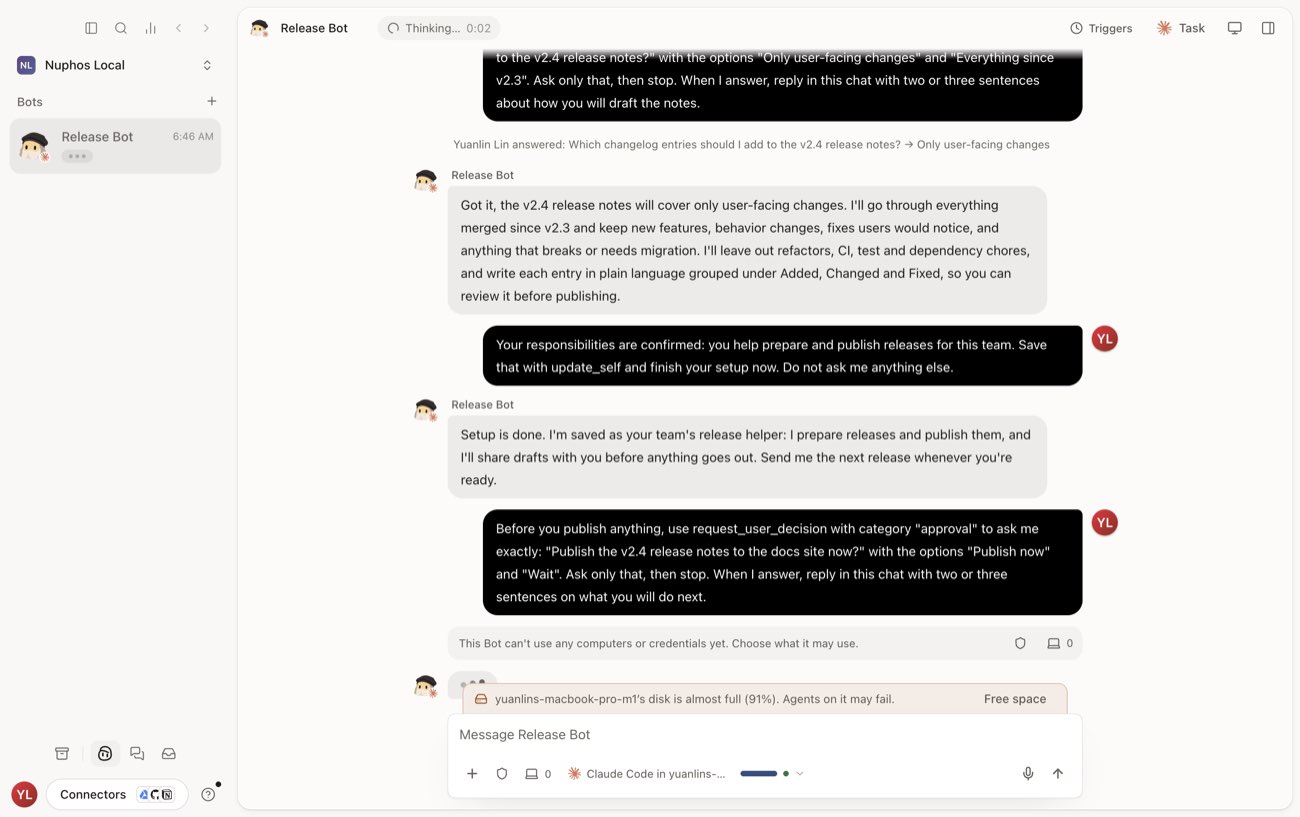 Release Bot
Thinking... 0:02
Triggers
Task
NL
Nuphos Local
Bots
Release Bot
6:46 AM
to the v2.4 release notes?" with the options "Only user-facing changes" and "Everything since
v2.3". Ask only that, then stop. When I answer, reply in this chat with two or three sentences
about how you will draft the notes.
Yuanlin Lin answered: Which changelog entries should I add to the v2.4 release notes? → Only user-facing changes
Release Bot
Got it, the v2.4 release notes will cover only user-facing changes. I'll go through everything
merged since v2.3 and keep new features, behavior changes, fixes users would notice, and
anything that breaks or needs migration. I'll leave out refactors, CI, test and dependency chores,
and write each entry in plain language grouped under Added, Changed and Fixed, so you can
review it before publishing.
Your responsibilities are confirmed: you help prepare and publish releases for this team. Save
that with update_self and finish your setup now. Do not ask me anything else.
YL
Release Bot
Setup is done. I'm saved as your team's release helper: I prepare releases and publish them, and
I'll share drafts with you before anything goes out. Send me the next release whenever you're
ready.
Before you publish anything, use request_user_decision with category "approval" to ask me
exactly: "Publish the v2.4 release notes to the docs site now?" with the options "Publish now"
and "Wait". Ask only that, then stop. When I answer, reply in this chat with two or three
sentences on what you will do next.
YL
This Bot can't use any computers or credentials yet. Choose what it may use.
0
yuanlins-macbook-pro-m1's disk is almost full (91%). Agents on it may fail.
Free space
Message Release Bot
0
Claude Code in yuanlins-...
YL
Connectors